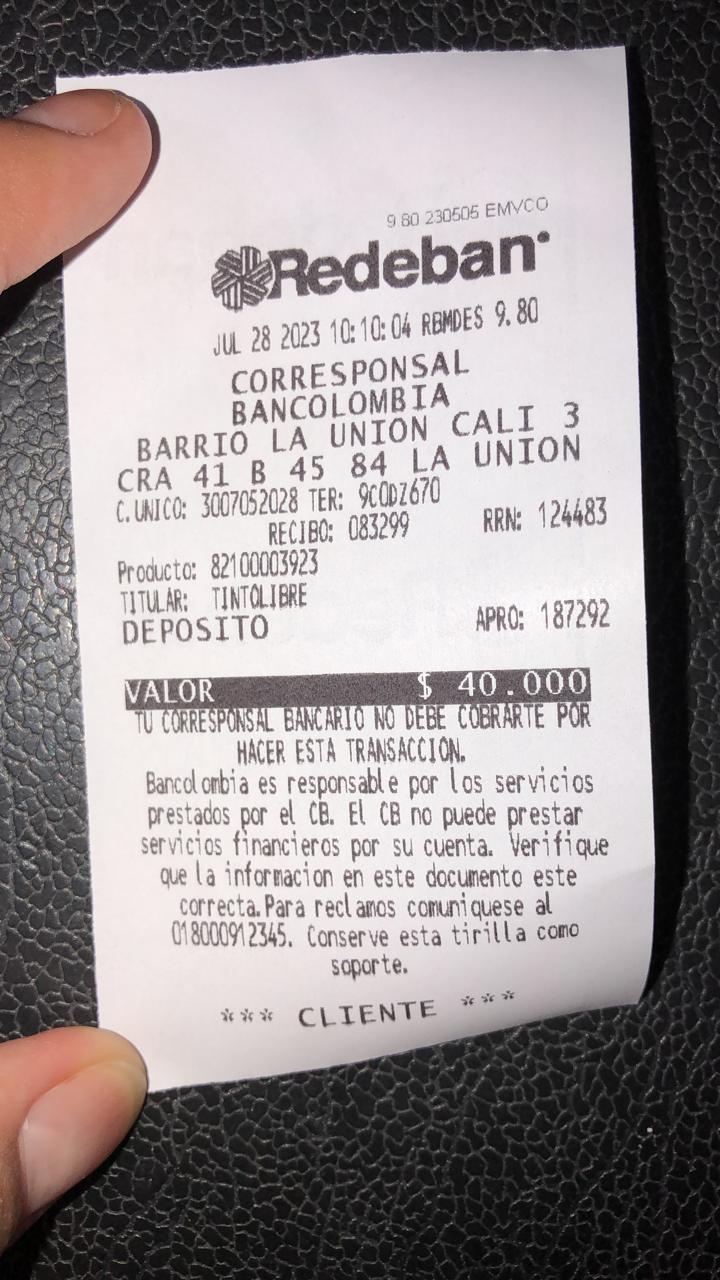 9.80 230505 EMVCO
Redeban
JUL 28 2023 10:10:04 RBMDES 9.80
CORRESPONSAL
BANCOLOMBIA
BARRIO LA UNION CALI 3
CRA 41 B 45 84 LA UNION
C.UNICO: 3007052028 TER: 9C0DZ670
RECIBO: 083299 RRN: 124483
Producto: 82100003923
TITULAR: TINTOLIBRE
DEPOSITO APRO: 187292
VALOR $ 40.000
TU CORRESPONSAL BANCARIO NO DEBE COBRARTE POR
HACER ESTA TRANSACCION.
Bancolombia es responsable por los servicios
prestados por el CB. El CB no puede prestar
servicios financieros por su cuenta. Verifique
que la informacion en este documento este
correcta.Para reclamos comuniquese al
018000912345. Conserve esta tirilla como
soporte.
*** CLIENTE ***